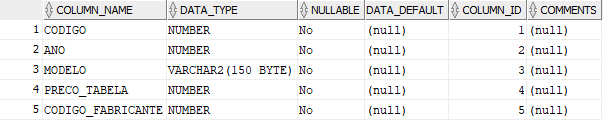 COLUMN_NAME DATA_TYPE NULLABLE DATA_DEFAULT COLUMN_ID COMMENTS
1 CODIGO NUMBER No (null) 1 (null)
2 ANO NUMBER No (null) 2 (null)
3 MODELO VARCHAR2(150 BYTE) No (null) 3 (null)
4 PRECO_TABELA NUMBER No (null) 4 (null)
5 CODIGO_FABRICANTE NUMBER No (null) 5 (null)